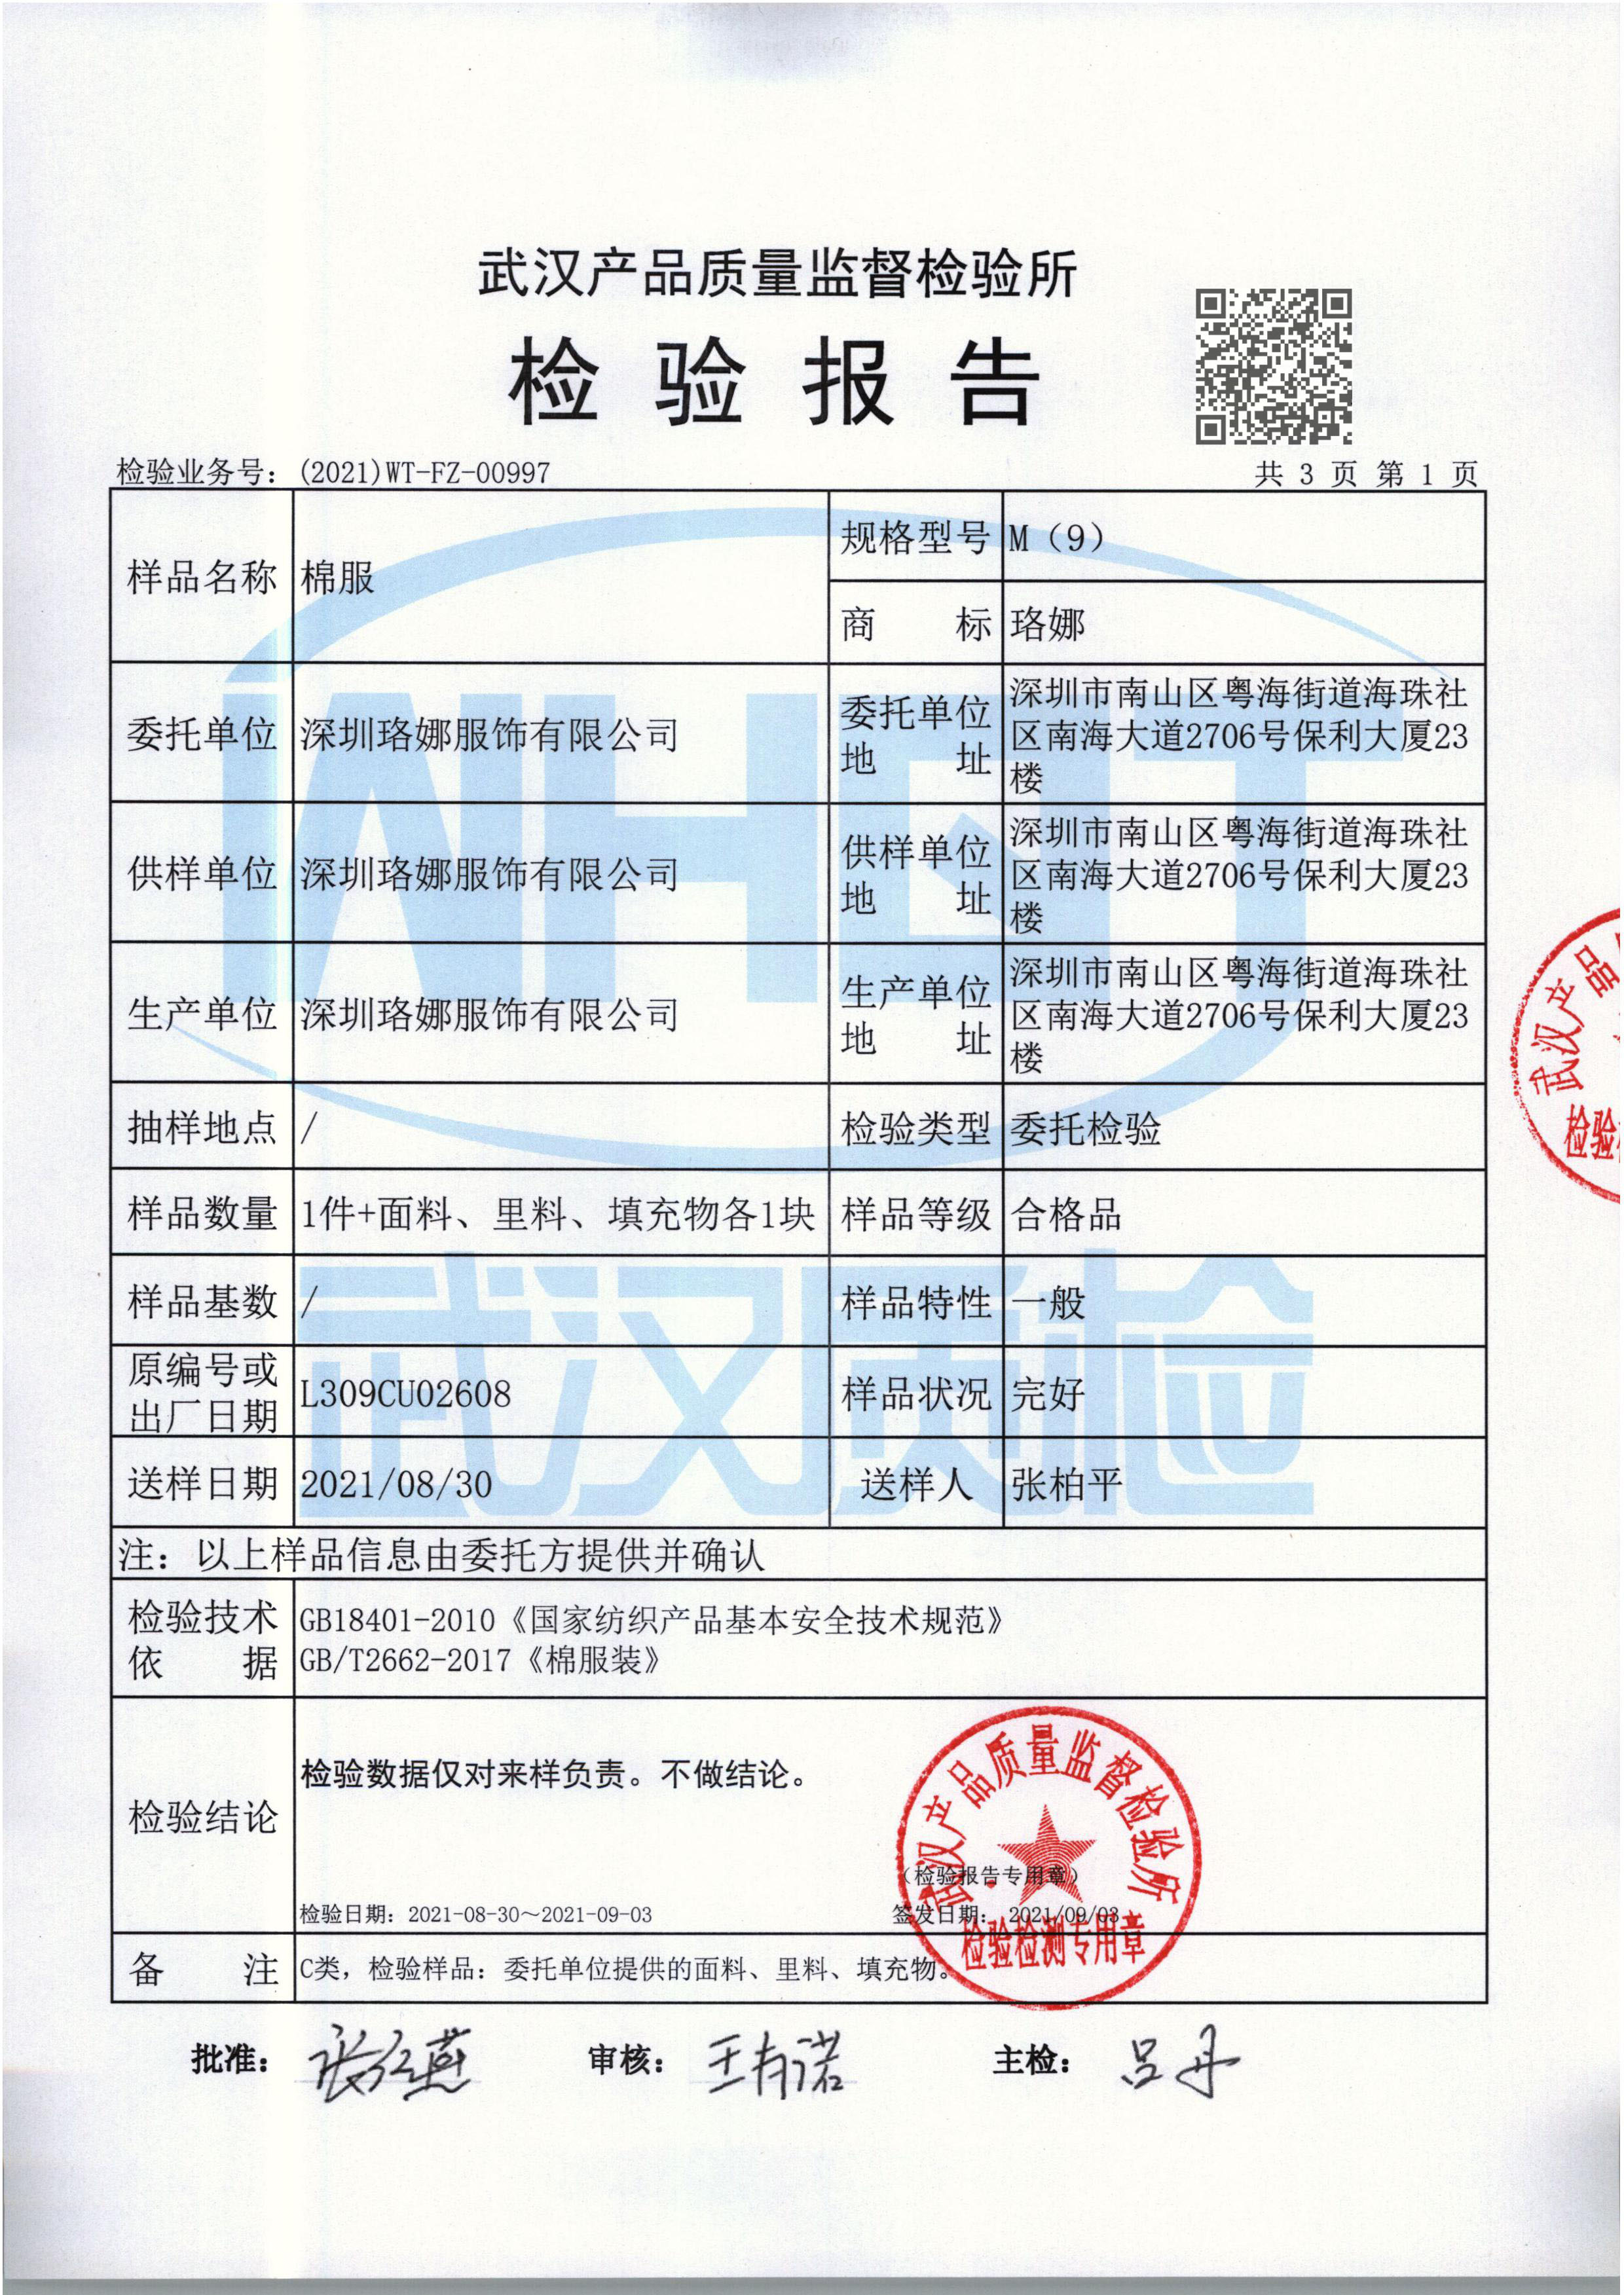 武汉产品质量监督检验所
检验报告
检验业务号：(2021)WT-FZ-00997
共 3 页 第 1 页
样品名称 棉服
规格型号 M（9）
商 标 珞娜
委托单位 深圳珞娜服饰有限公司
委托单位
地 址
深圳市南山区粤海街道海珠社
区南海大道2706号保利大厦23
楼
供样单位 深圳珞娜服饰有限公司
供样单位
地 址
深圳市南山区粤海街道海珠社
区南海大道2706号保利大厦23
楼
生产单位 深圳珞娜服饰有限公司
生产单位
地 址
深圳市南山区粤海街道海珠社
区南海大道2706号保利大厦23
楼
抽样地点 / 检验类型 委托检验
样品数量 1件+面料、里料、填充物各1块 样品等级 合格品
样品基数 / 样品特性 一般
原编号或
出厂日期
L309CU02608 样品状况 完好
送样日期 2021/08/30 送样人 张柏平
注：以上样品信息由委托方提供并确认
检验技术
依 据
GB18401-2010《国家纺织产品基本安全技术规范》
GB/T2662-2017《棉服装》
检验结论
检验数据仅对来样负责。不做结论。
（检验报告专用章）
检验日期：2021-08-30～2021-09-03
签发日期： 2021/09/03
武汉产品质量监督检验所
检验检测专用章
备 注 C类，检验样品：委托单位提供的面料、里料、填充物。
批准： 张红燕 审核： 王有诺 主检： 吕丹
WHQT
武汉质检
武汉产品
检验